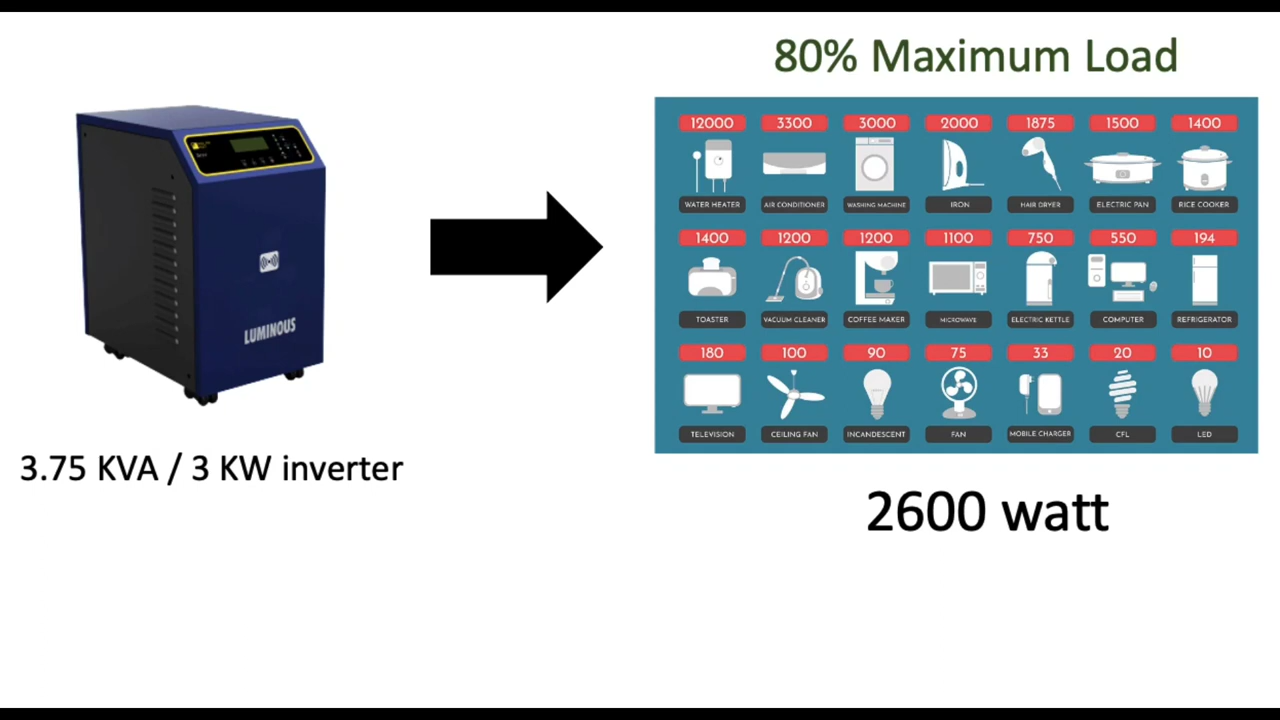 80% Maximum Load
12000 3300 3000 2000 1875 1500 1400
WATER HEATER AIR CONDITIONER WASHING MACHINE IRON HAIR DRYER ELECTRIC PAN RICE COOKER
1400 1200 1200 1100 750 550 194
TOASTER VACUUM CLEANER COFFEE MAKER MICROWAVE ELECTRIC KETTLE COMPUTER REFRIGERATOR
180 100 90 75 33 20 10
TELEVISION CEILING FAN INCANDESCENT FAN MOBILE CHARGER CFL LED
LUMINOUS
3.75 KVA / 3 KW inverter
2600 watt